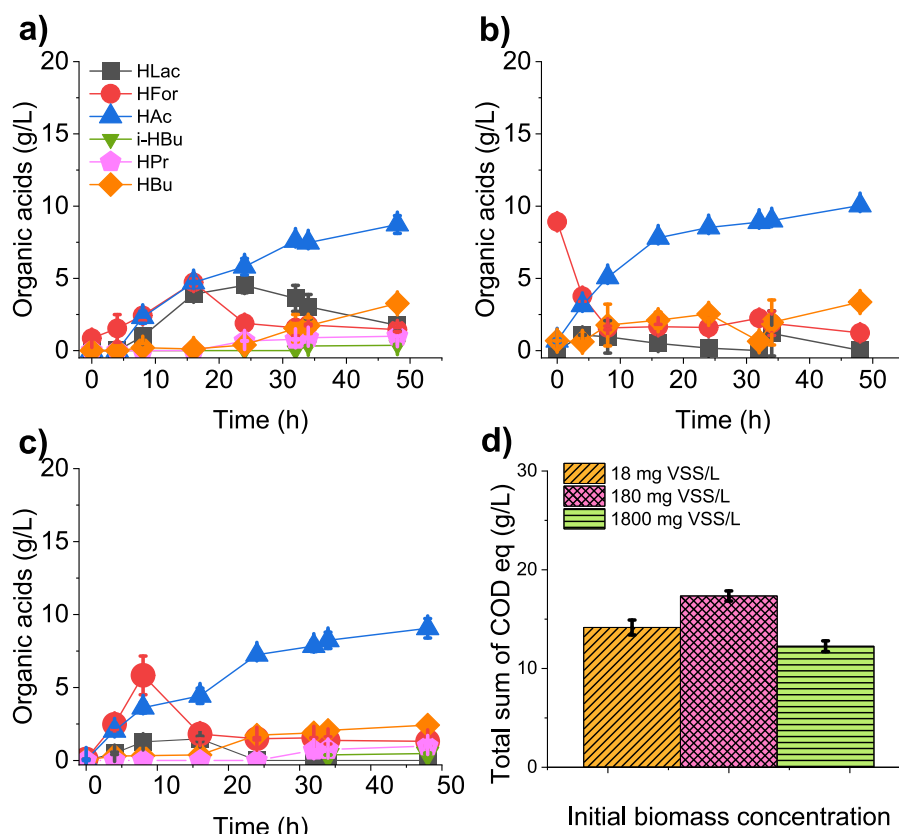 a)
20
15
10
5
0
Organic acids (g/L)
HLac
HFor
HAc
i-HBu
HPr
HBu
0 10 20 30 40 50
Time (h)
b)
20
15
10
5
0
Organic acids (g/L)
0 10 20 30 40 50
Time (h)
c)
20
15
10
5
0
Organic acids (g/L)
0 10 20 30 40 50
Time (h)
d)
30
20
10
0
Total sum of COD eq (g/L)
18 mg VSS/L
180 mg VSS/L
1800 mg VSS/L
Initial biomass concentration